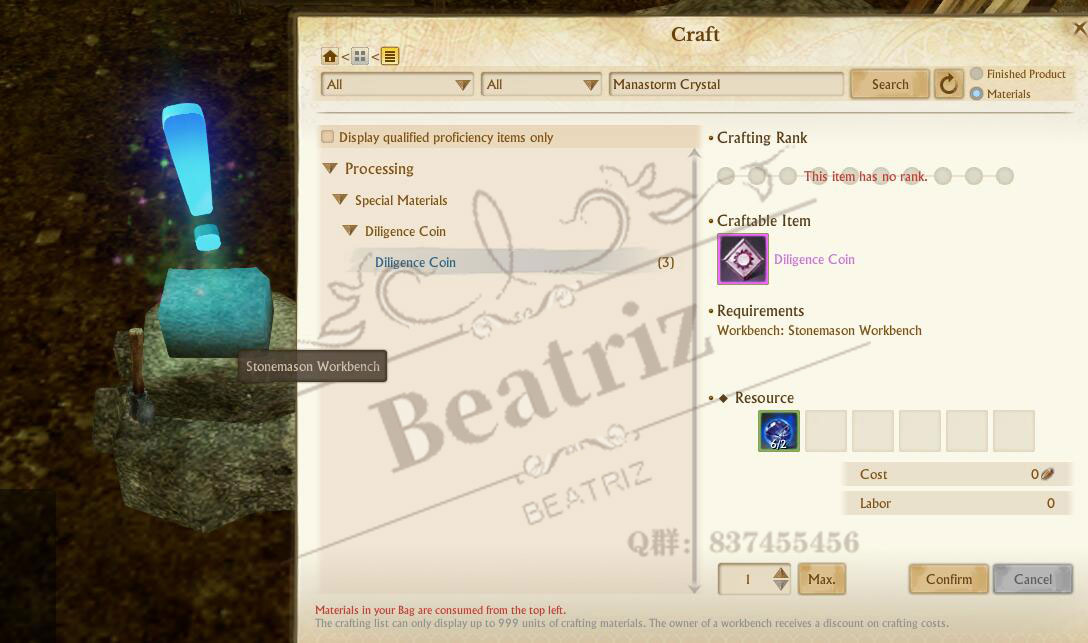 Craft
< <
All All Manastorm Crystal Search Finished Product
Materials
Display qualified proficiency items only
Processing
Special Materials
Diligence Coin
Diligence Coin (3)
Crafting Rank
This item has no rank.
Craftable Item
Diligence Coin
Requirements
Workbench: Stonemason Workbench
Stonemason Workbench
Resource
6/2
Cost 0
Labor 0
Beatriz
BEATRIZ
Q群: 837455456
1 Max. Confirm Cancel
Materials in your Bag are consumed from the top left.
The crafting list can only display up to 999 units of crafting materials. The owner of a workbench receives a discount on crafting costs.